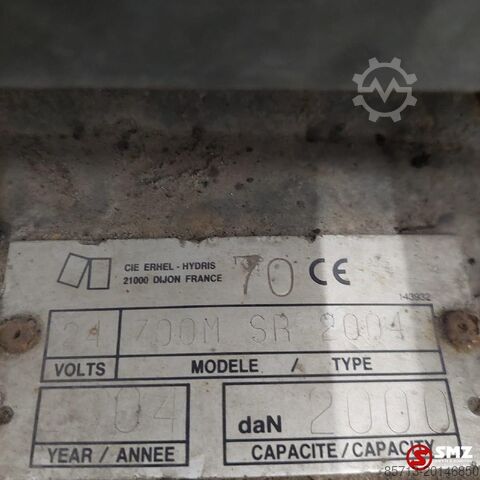 CIE ERHEL - HYDRIS
21000 DIJON FRANCE
70 CE
143932
24 ZOOM SR 2004
VOLTS MODELE / TYPE
04 daN 2000
YEAR / ANNEE CAPACITE/CAPACITY
SMZ
85713-20146850